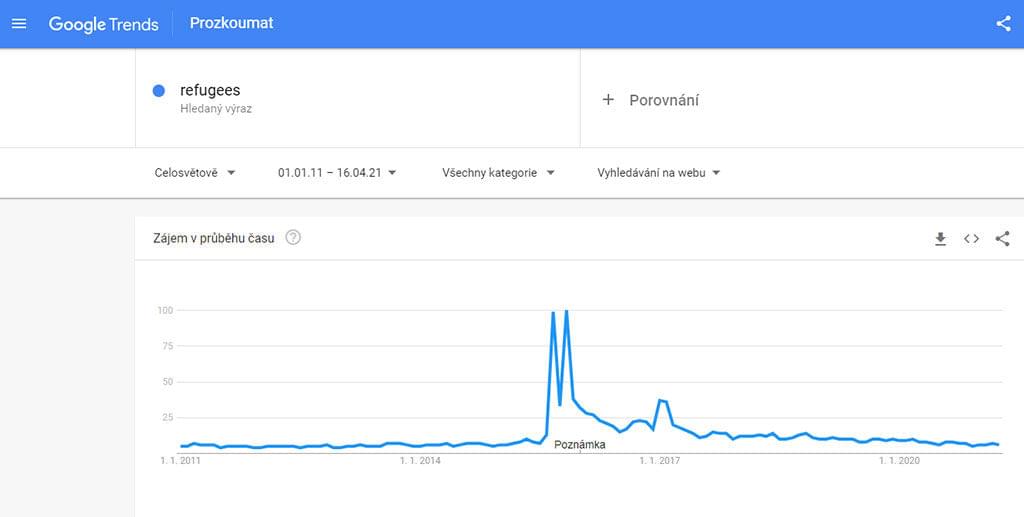 Google Trends Prozkoumat
refugees
Hledaný výraz
+ Porovnání
Celosvětově 01.01.11 – 16.04.21 Všechny kategorie Vyhledávání na webu
Zájem v průběhu času ?
100
75
50
25
Poznámka
1. 1. 2011 1. 1. 2014 1. 1. 2017 1. 1. 2020